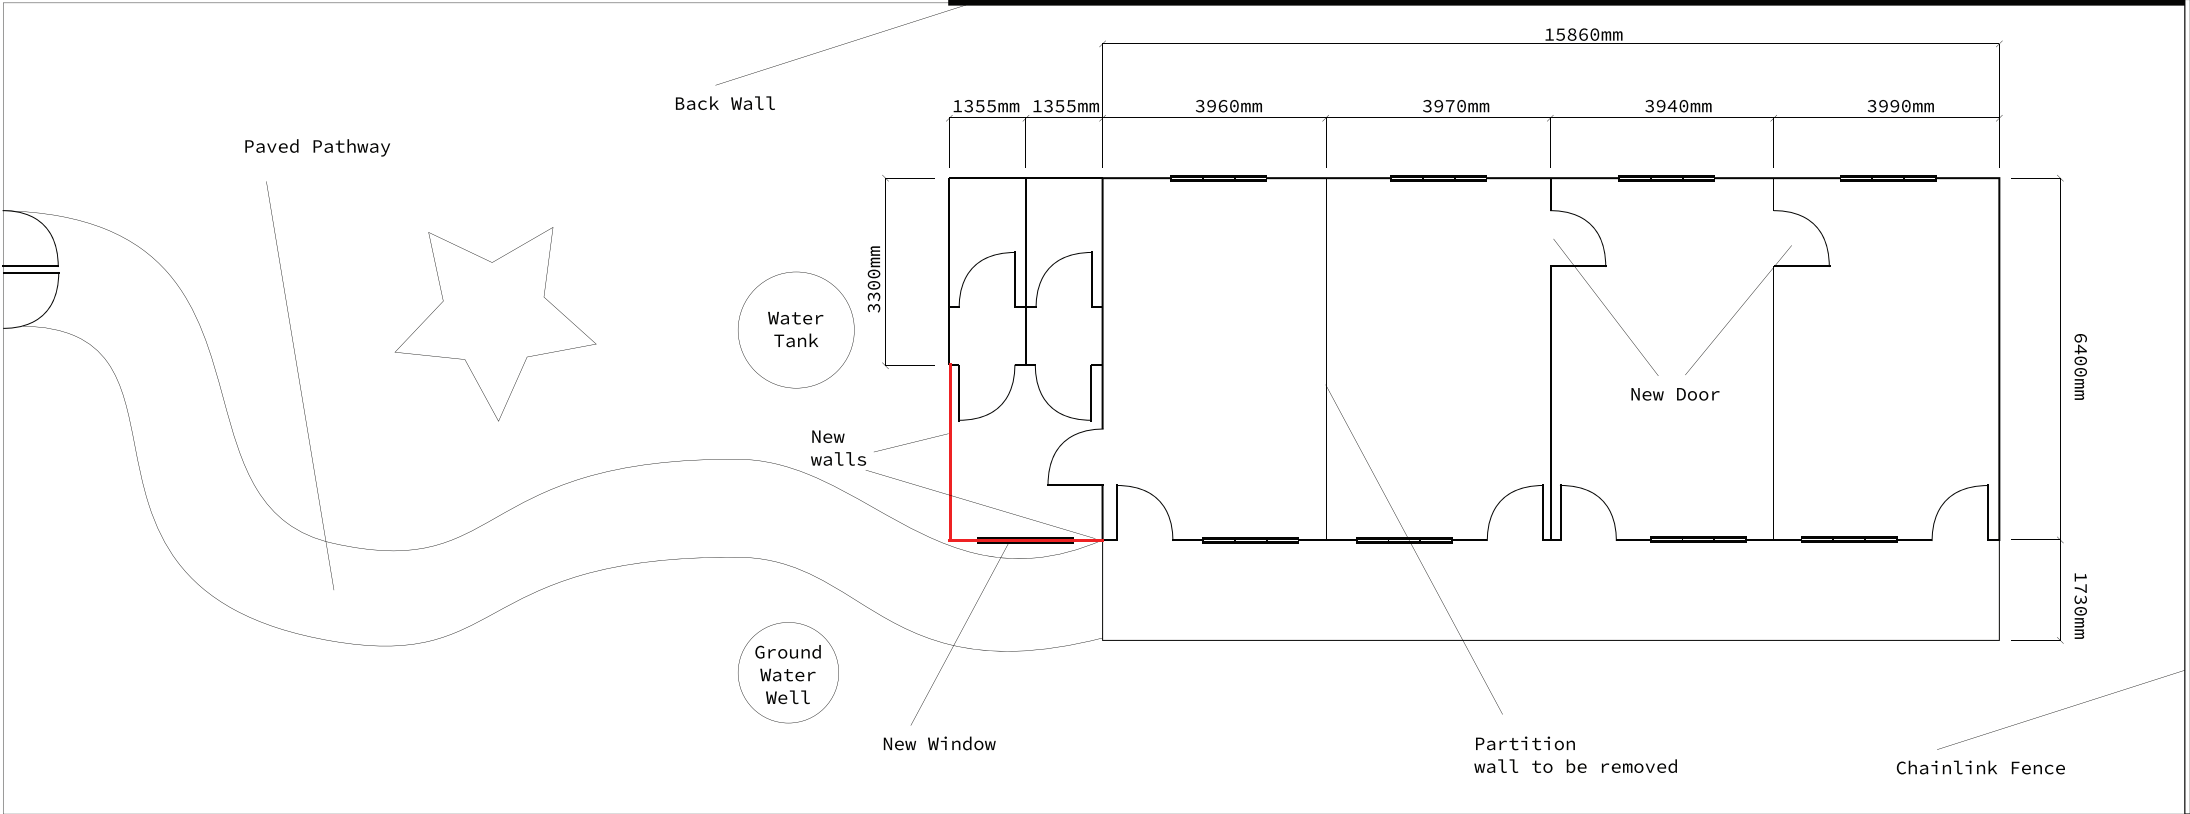 15860mm
1355mm
1355mm
3960mm
3970mm
3940mm
3990mm
Back Wall
Paved Pathway
3300mm
Water
Tank
6400mm
New Door
New
walls
1730mm
Ground
Water
Well
New Window
Partition
wall to be removed
Chainlink Fence